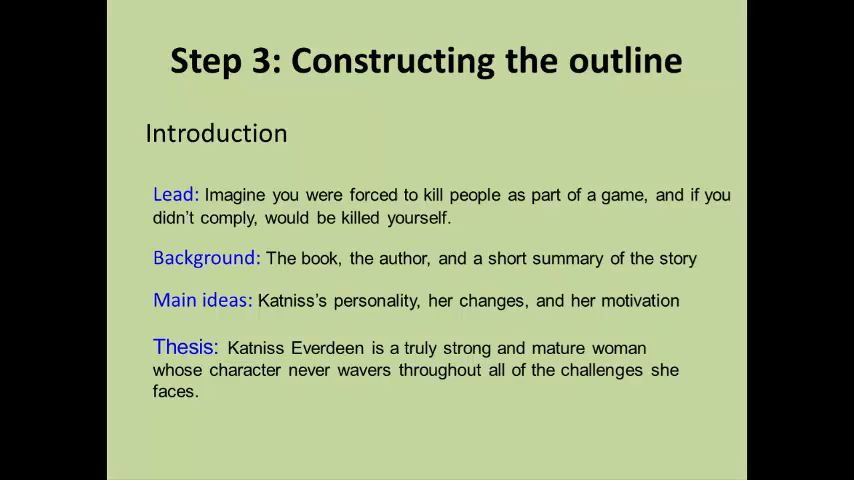 Step 3: Constructing the outline
Introduction
Lead: Imagine you were forced to kill people as part of a game, and if you
didn’t comply, would be killed yourself.
Background: The book, the author, and a short summary of the story
Main ideas: Katniss’s personality, her changes, and her motivation
Thesis: Katniss Everdeen is a truly strong and mature woman
whose character never wavers throughout all of the challenges she
faces.